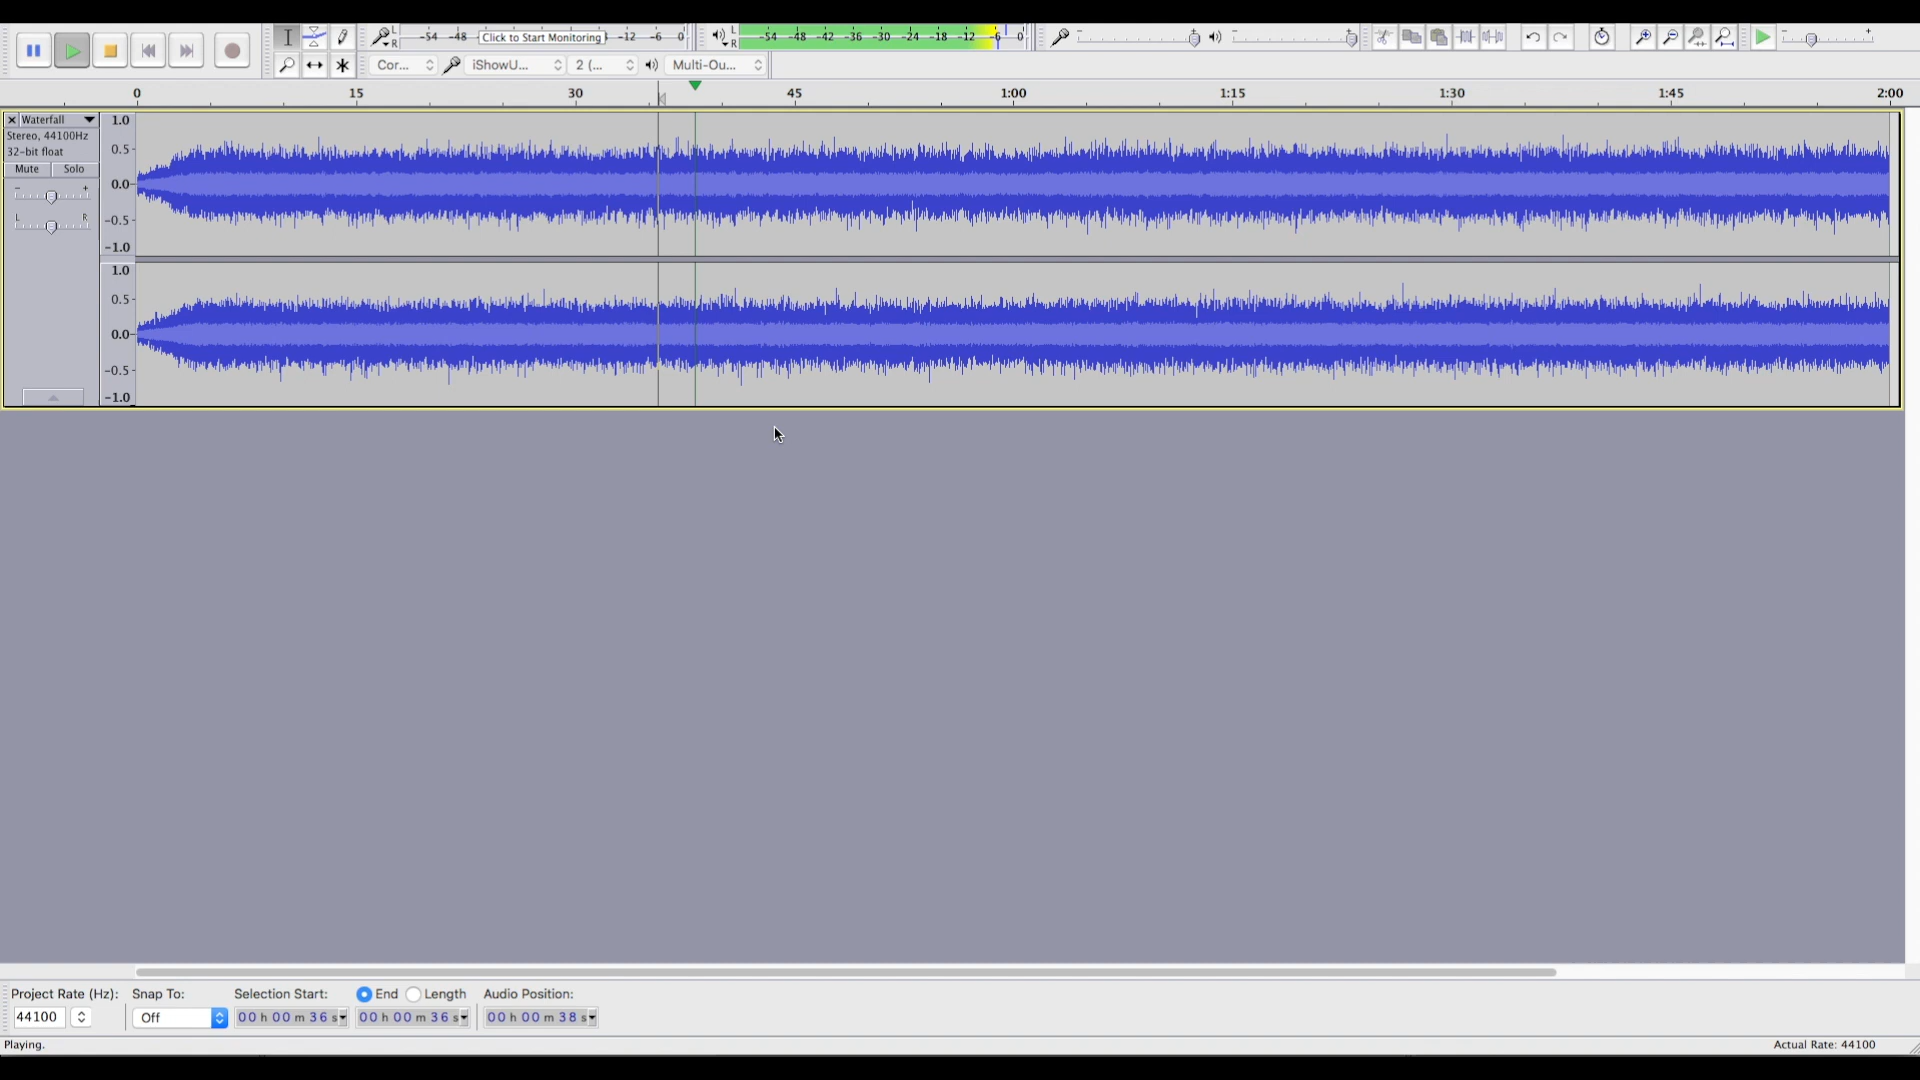 L
R
-54 -48 Click to Start Monitoring -12 -6 0
L
R
-54 -48 -42 -36 -30 -24 -18 -12 -6 0
- +
- +
- +
Cor... iShowU... 2 (... Multi-Ou...
0 15 30 45 1:00 1:15 1:30 1:45 2:00
Waterfall
Stereo, 44100Hz
32-bit float
Mute Solo
- +
L R
1.0
0.5
0.0
-0.5
-1.0
1.0
0.5
0.0
-0.5
-1.0
Project Rate (Hz): Snap To: Selection Start: End Length Audio Position:
44100 Off 00 h 00 m 36 s 00 h 00 m 36 s 00 h 00 m 38 s
Playing. Actual Rate: 44100